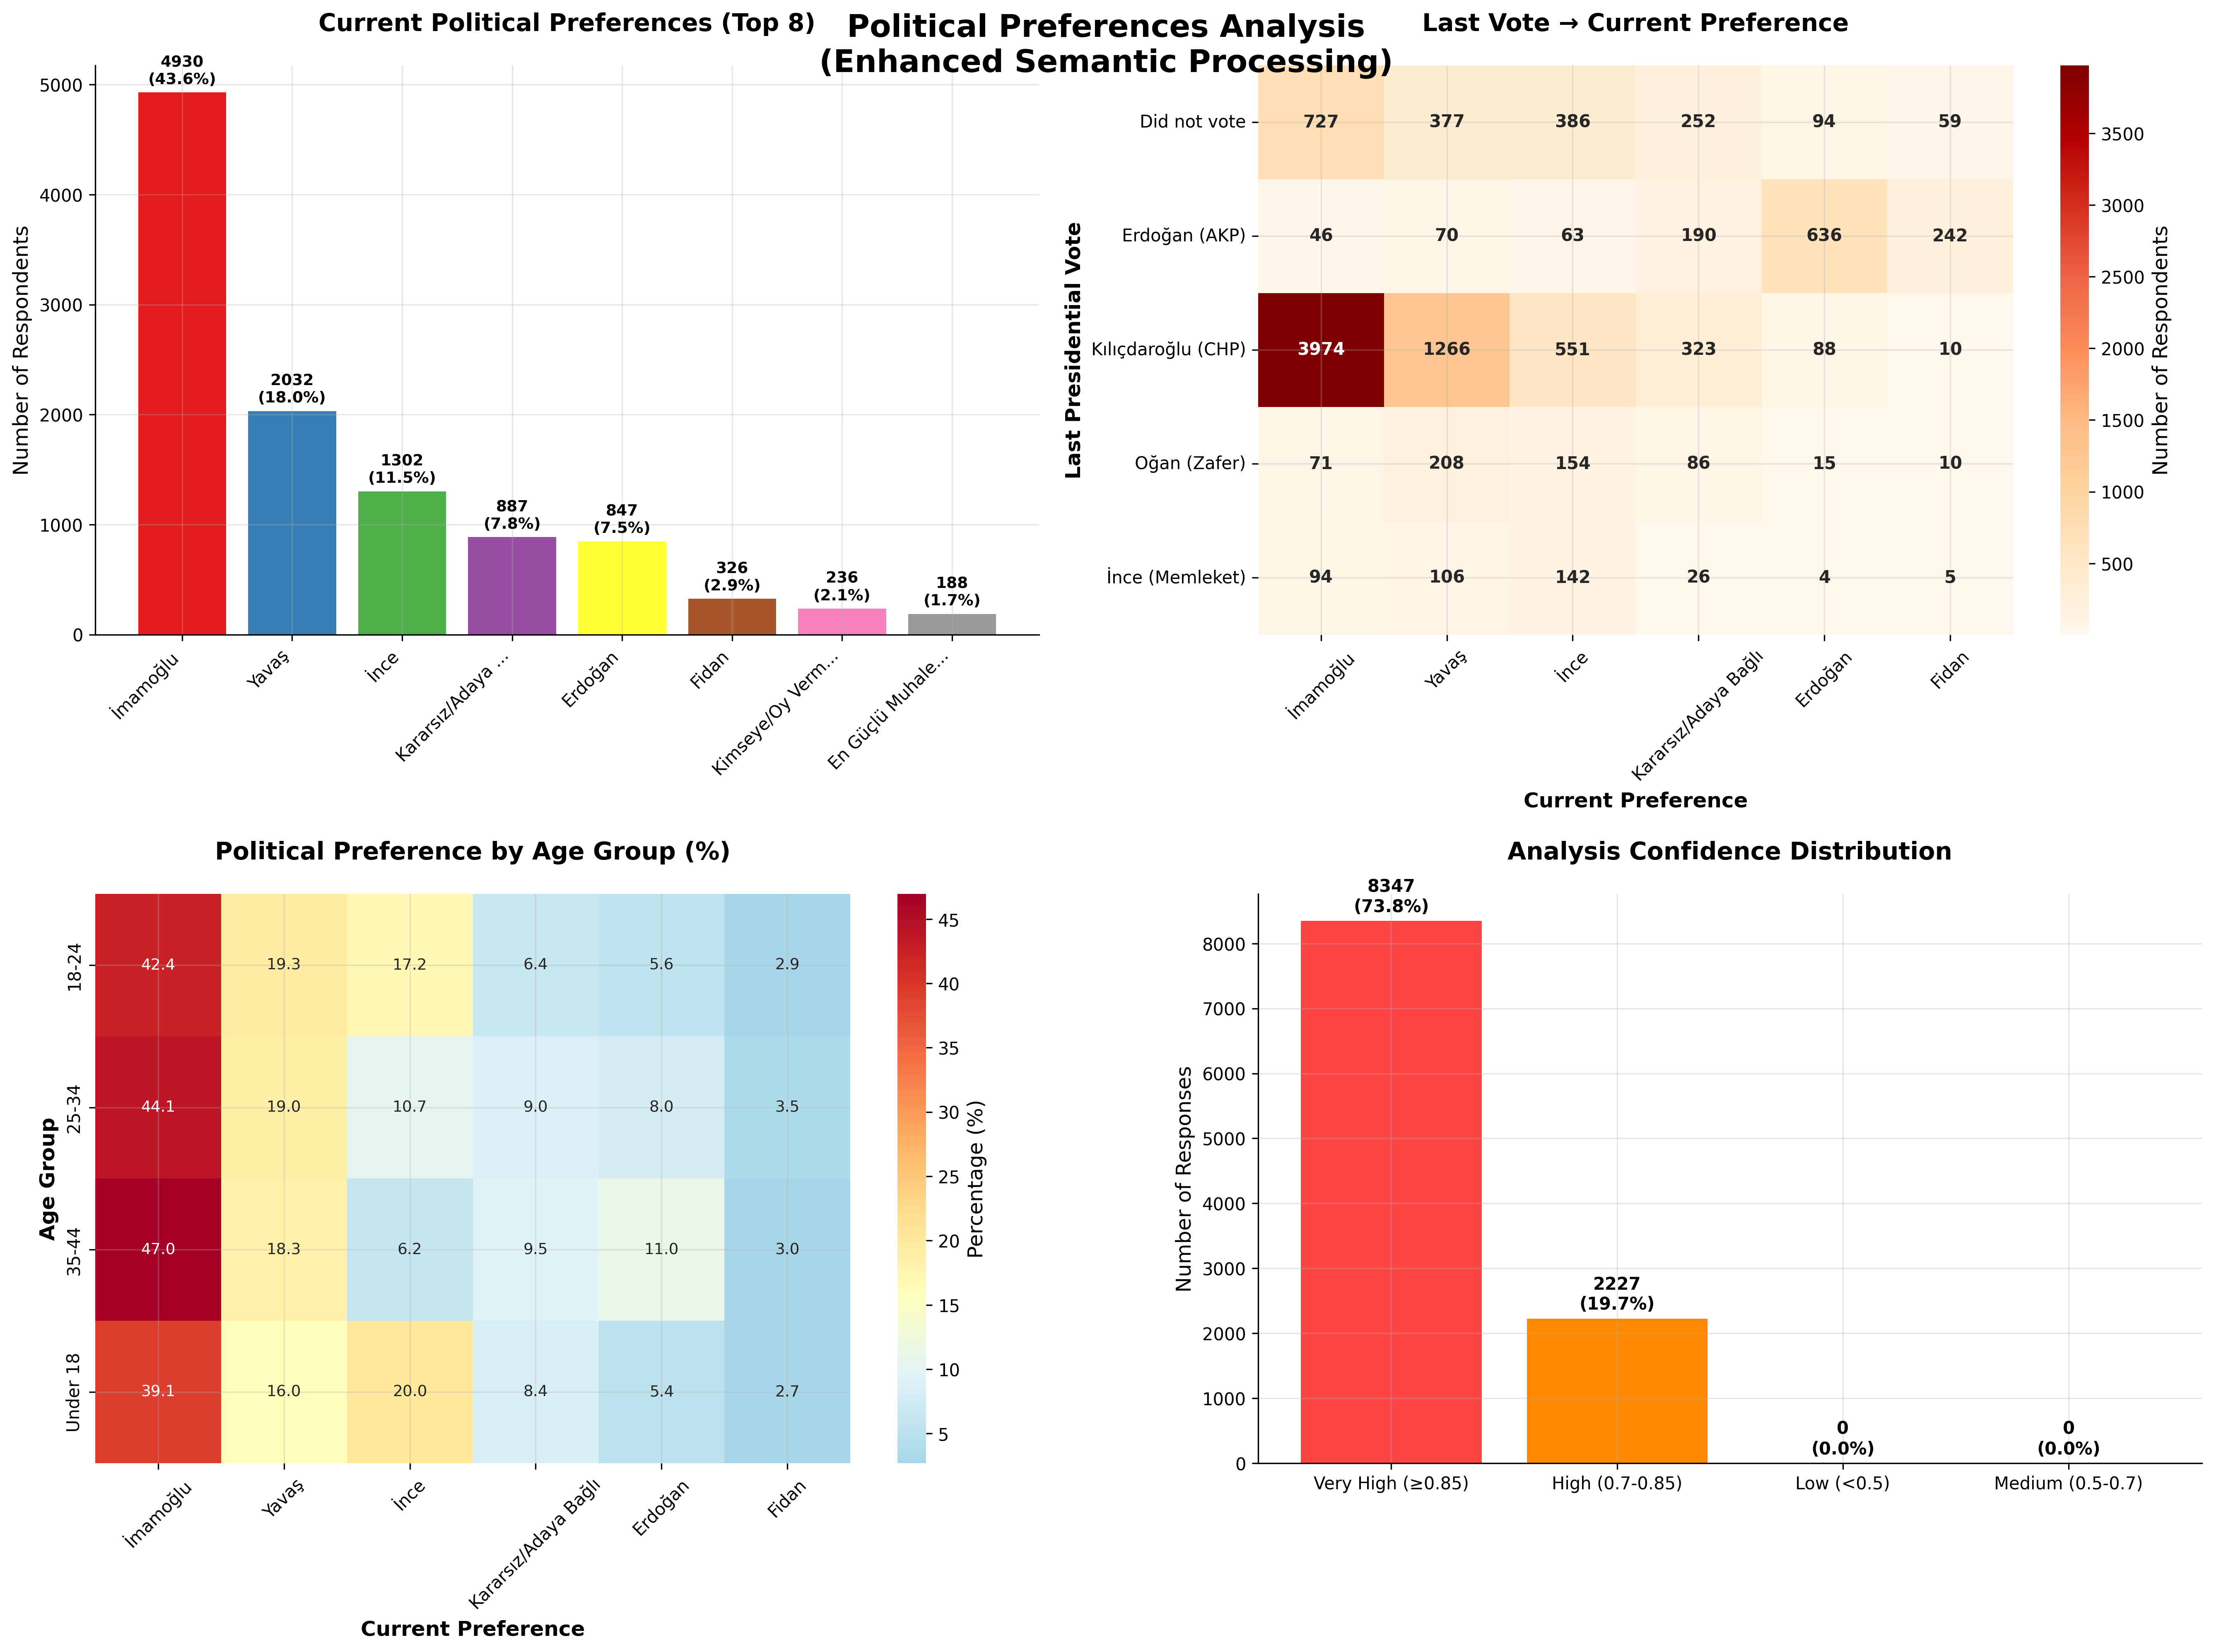 Political Preferences Analysis
(Enhanced Semantic Processing)
Current Political Preferences (Top 8)
Number of Respondents
5000
4000
3000
2000
1000
0
4930
(43.6%)
2032
(18.0%)
1302
(11.5%)
887
(7.8%)
847
(7.5%)
326
(2.9%)
236
(2.1%)
188
(1.7%)
İmamoğlu
Yavaş
İnce
Kararsız/Adaya ...
Erdoğan
Fidan
Kimseye/Oy Verm...
En Güçlü Muhale...
Last Vote → Current Preference
Last Presidential Vote
Did not vote 727 377 386 252 94 59
Erdoğan (AKP) 46 70 63 190 636 242
Kılıçdaroğlu (CHP) 3974 1266 551 323 88 10
Oğan (Zafer) 71 208 154 86 15 10
İnce (Memleket) 94 106 142 26 4 5
İmamoğlu
Yavaş
İnce
Kararsız/Adaya Bağlı
Erdoğan
Fidan
Current Preference
3500
3000
2500
2000
1500
1000
500
Number of Respondents
Political Preference by Age Group (%)
Age Group
18-24 42.4 19.3 17.2 6.4 5.6 2.9
25-34 44.1 19.0 10.7 9.0 8.0 3.5
35-44 47.0 18.3 6.2 9.5 11.0 3.0
Under 18 39.1 16.0 20.0 8.4 5.4 2.7
İmamoğlu
Yavaş
İnce
Kararsız/Adaya Bağlı
Erdoğan
Fidan
Current Preference
45
40
35
30
25
20
15
10
5
Percentage (%)
Analysis Confidence Distribution
Number of Responses
8000
7000
6000
5000
4000
3000
2000
1000
0
8347
(73.8%)
2227
(19.7%)
0
(0.0%)
0
(0.0%)
Very High (≥0.85)
High (0.7-0.85)
Low (<0.5)
Medium (0.5-0.7)